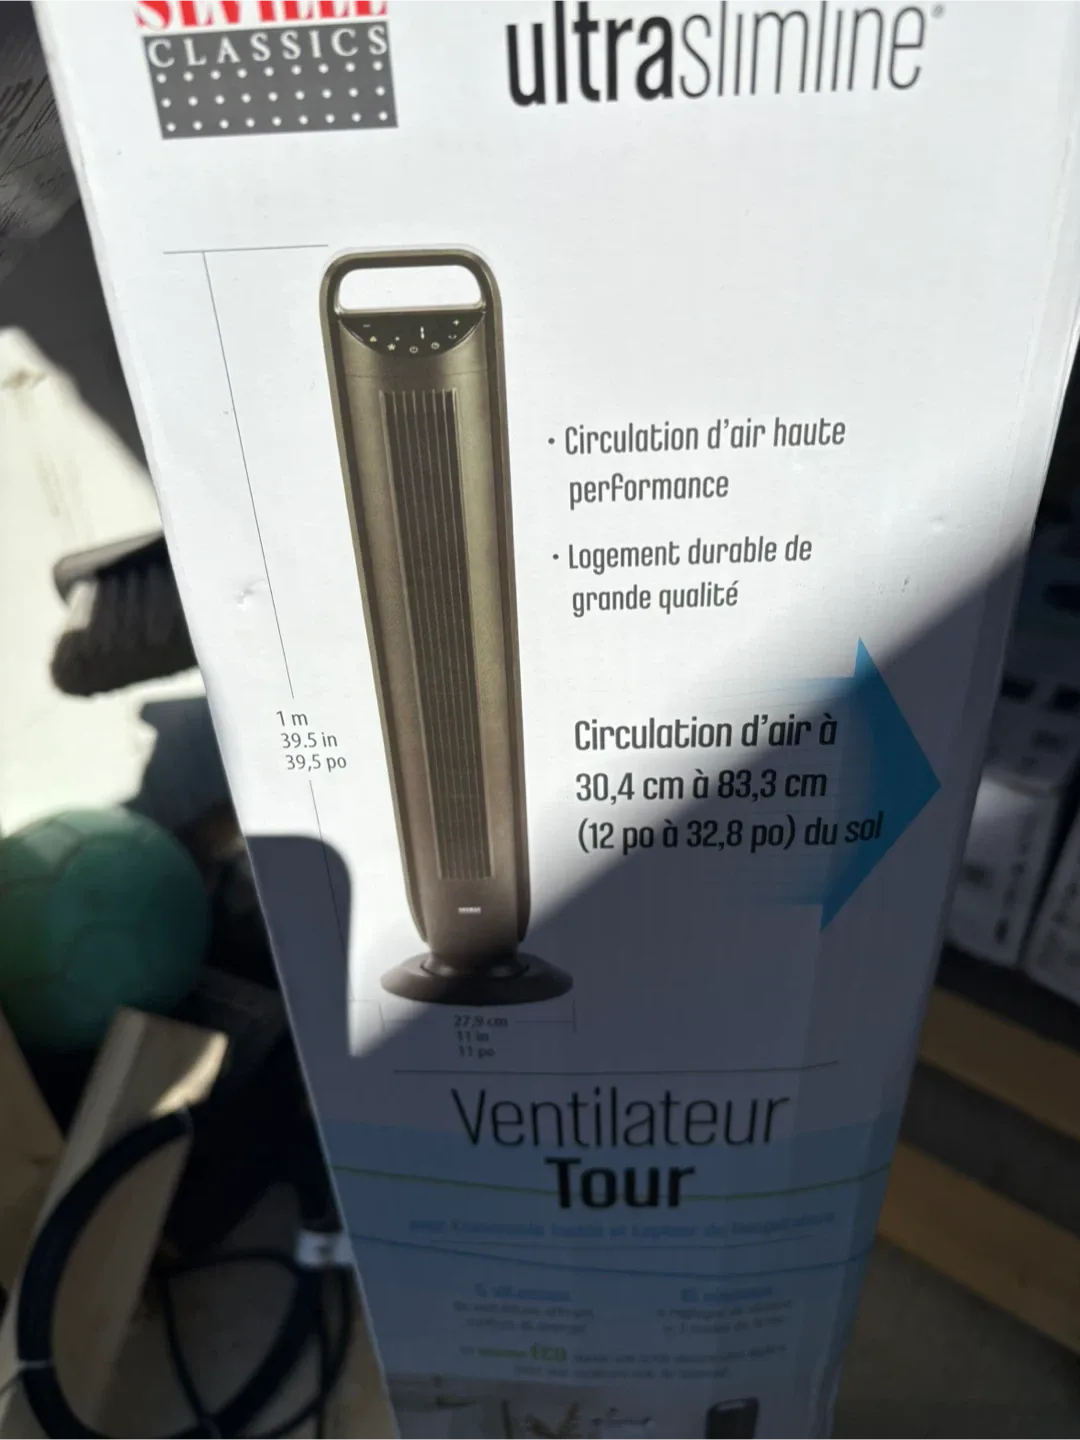 SEVILLE
CLASSICS
ultraslimline®
• Circulation d'air haute
performance
• Logement durable de
grande qualité
1 m
39.5 in
39,5 po
Circulation d'air à
30,4 cm à 83,3 cm
(12 po à 32,8 po) du sol
27,9 cm
11 in
11 po
Ventilateur
Tour
ÉCO